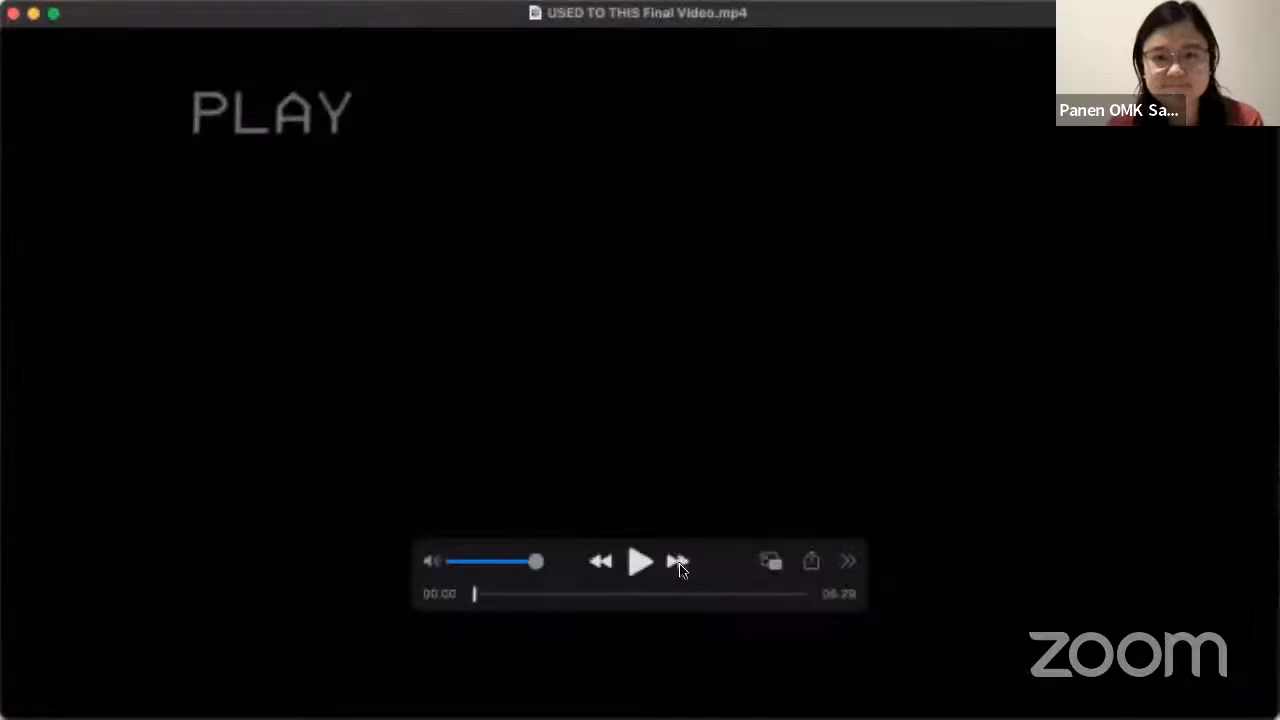 USED TO THIS Final Video.mp4
PLAY
Panen OMK Sa...
00:00
06:29
zoom